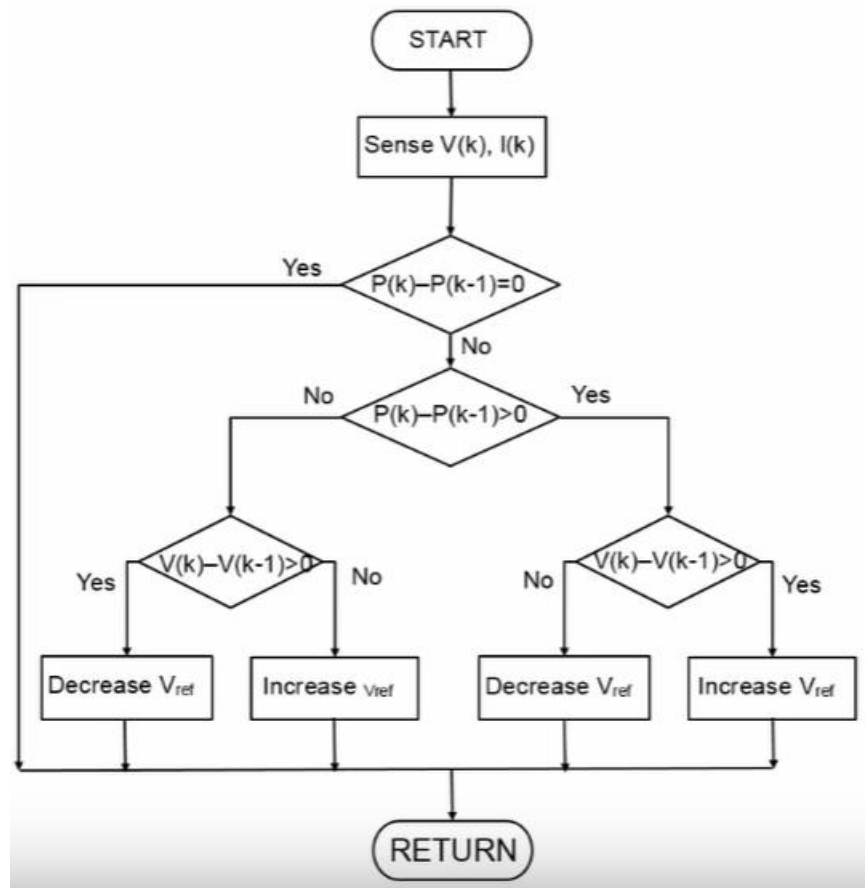 START
Sense V(k), I(k)
Yes
P(k)–P(k-1)=0
No
No
P(k)–P(k-1)>0
Yes
V(k)–V(k-1)>0
Yes
No
V(k)–V(k-1)>0
No
Yes
Decrease Vref
Increase Vref
Decrease Vref
Increase Vref
RETURN